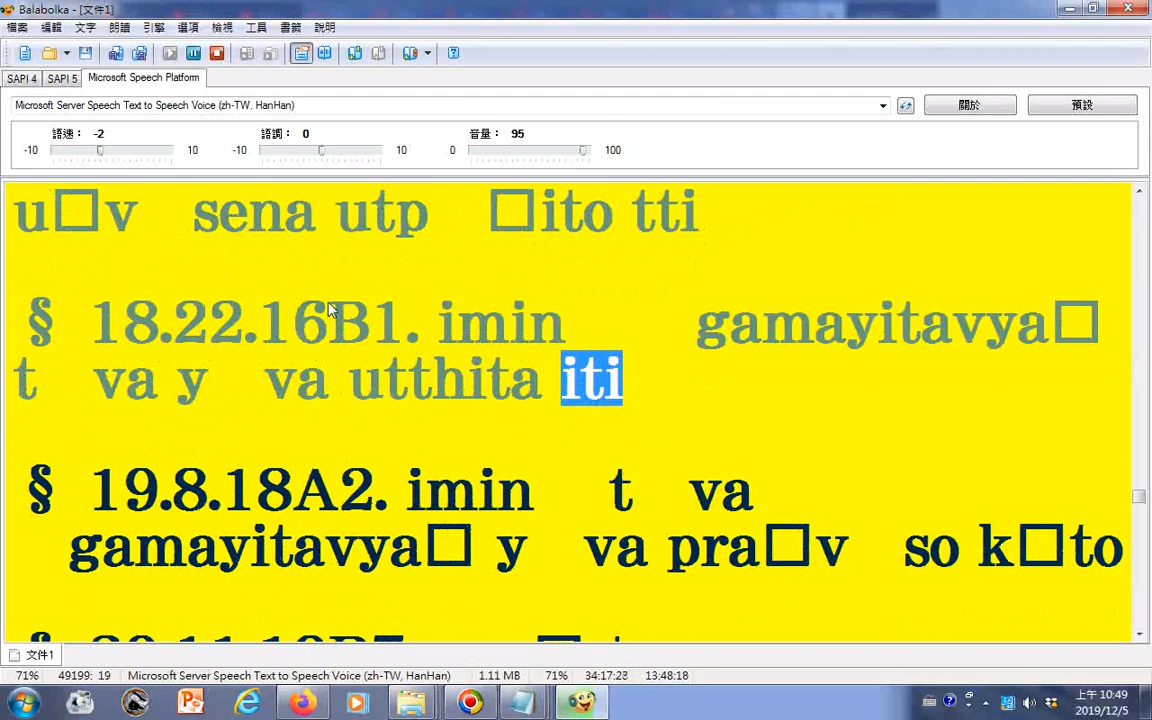 Balabolka - [文件1]
檔案 編輯 文字 朗讀 引擎 選項 檢視 工具 書籤 說明
SAPI 4 SAPI 5 Microsoft Speech Platform
Microsoft Server Speech Text to Speech Voice (zh-TW, HanHan) 關於 預設
語速： -2 語調： 0 音量： 95
-10 10 -10 10 0 100
u□v sena utp □ito tti
§ 18.22.16B1. imin gamayitavya□
t va y va utthita iti
§ 19.8.18A2. imin t va
gamayitavya□ y va pra□v so k□to
文件1
71% 49199: 19 Microsoft Server Speech Text to Speech Voice (zh-TW, HanHan) 1.11 MB 71% 34:17:23 13:48:18
上午 10:49
2019/12/5